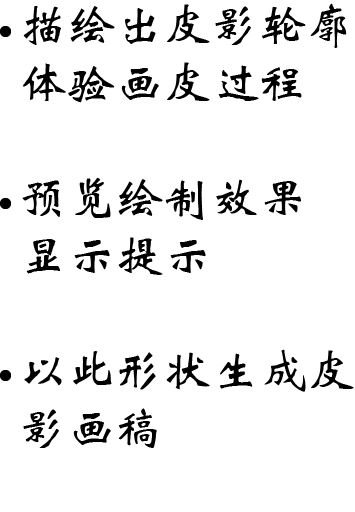 •描绘出皮影轮廓
体验画皮过程
•预览绘制效果
显示提示
•以此形状生成皮
影画稿